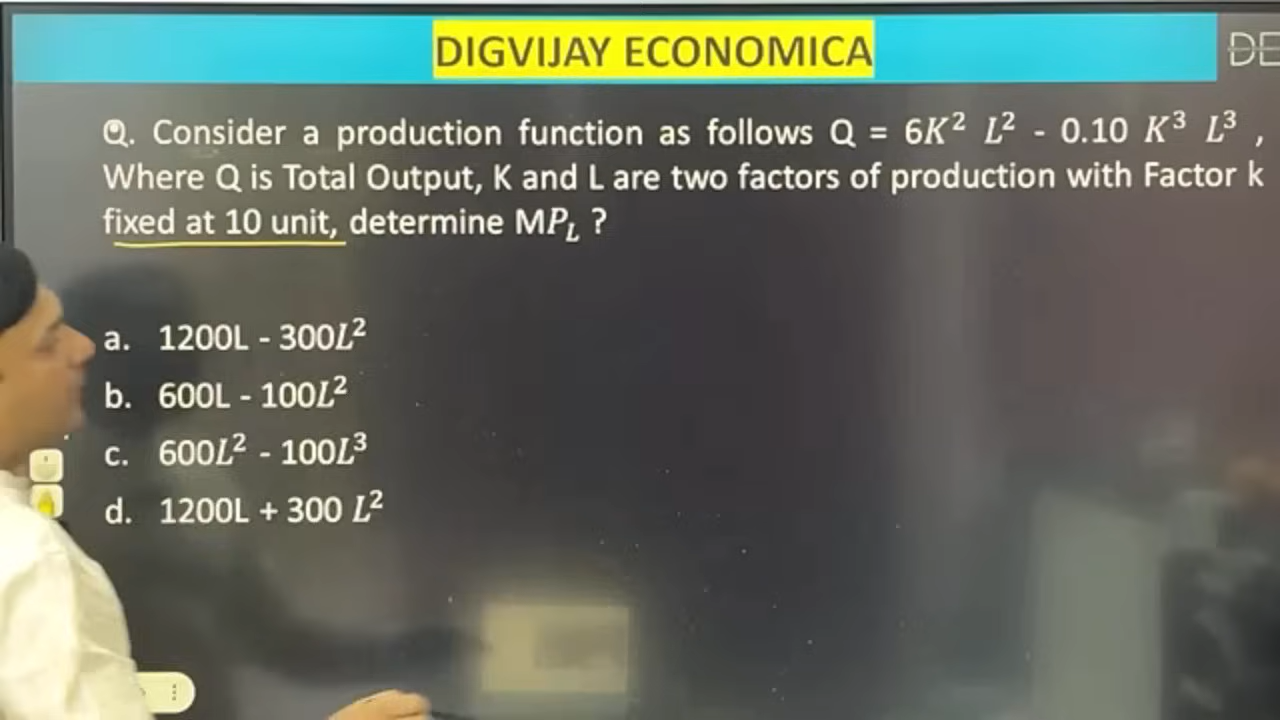 DIGVIJAY ECONOMICA
DE
Q. Consider a production function as follows Q = 6K² L² - 0.10 K³ L³ ,
Where Q is Total Output, K and L are two factors of production with Factor k
fixed at 10 unit, determine MP_L ?
a. 1200L - 300L²
b. 600L - 100L²
c. 600L² - 100L³
d. 1200L + 300 L²